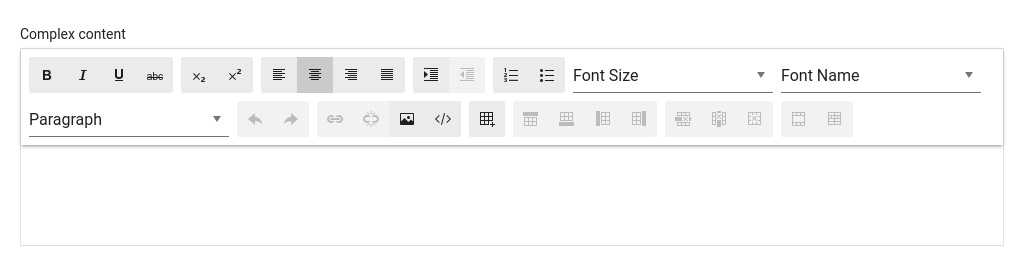 Complex content
B I U abc x₂ x² Font Size Font Name
Paragraph </>